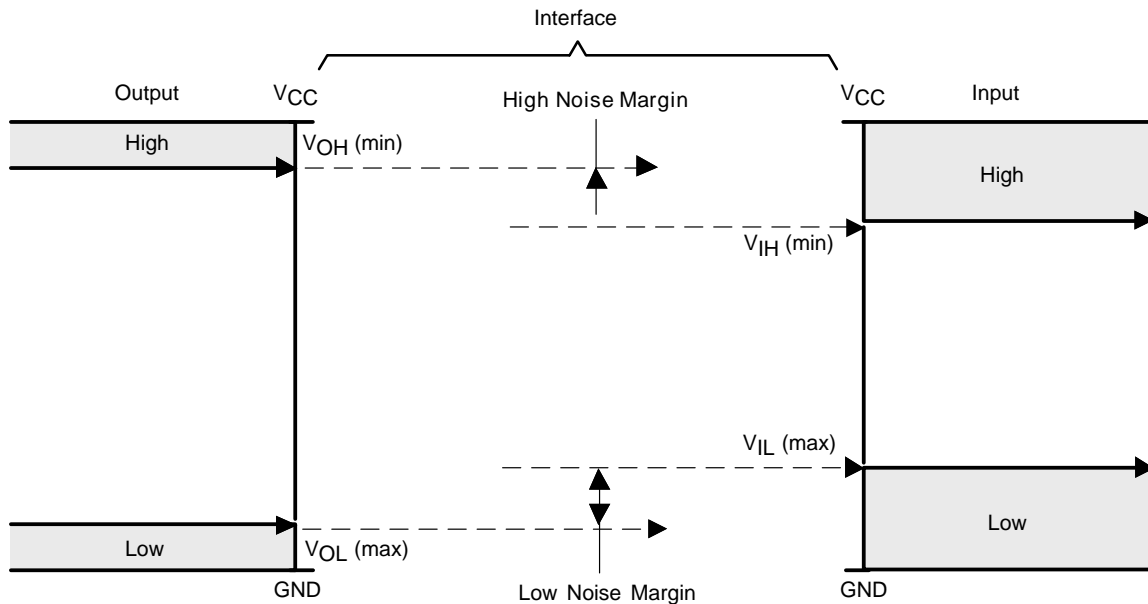 Interface
Output
VCC
High Noise Margin
VCC
Input
High
VOH (min)
High
VIH (min)
VIL (max)
Low
VOL (max)
Low
GND
Low Noise Margin
GND